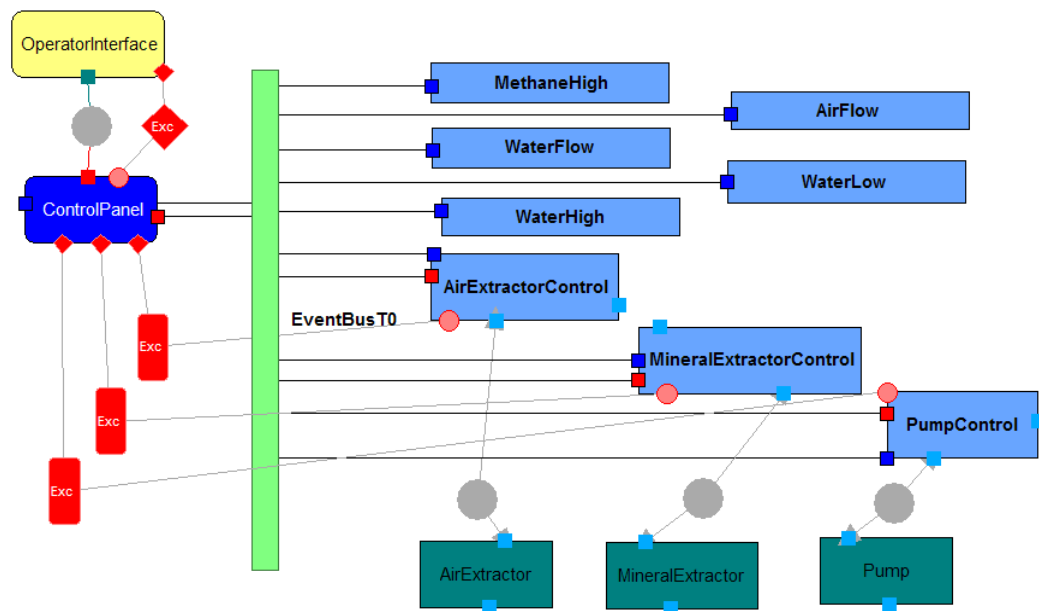 OperatorInterface
MethaneHigh
AirFlow
Exc
WaterFlow
WaterLow
ControlPanel
WaterHigh
AirExtractorControl
EventBusT0
Exc
MineralExtractorControl
Exc
PumpControl
Exc
AirExtractor
MineralExtractor
Pump